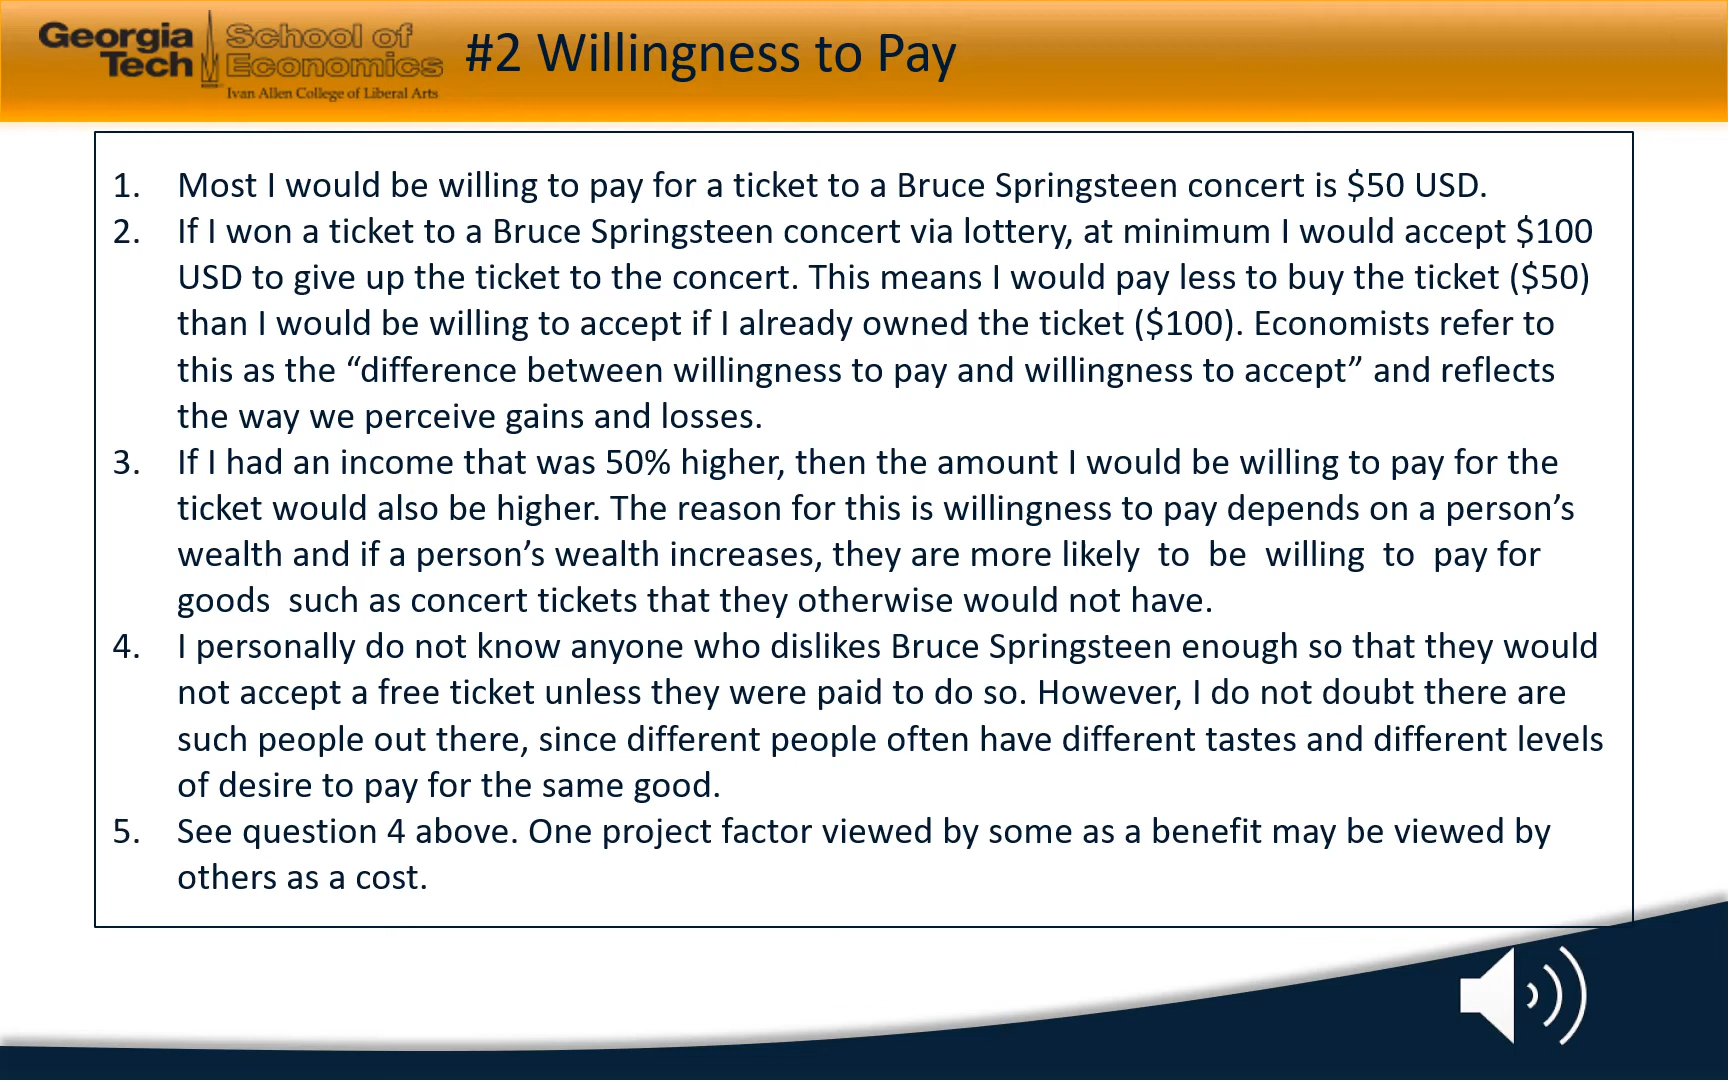 Georgia Tech
School of Economics
Ivan Allen College of Liberal Arts
#2 Willingness to Pay
1. Most I would be willing to pay for a ticket to a Bruce Springsteen concert is $50 USD.
2. If I won a ticket to a Bruce Springsteen concert via lottery, at minimum I would accept $100
USD to give up the ticket to the concert. This means I would pay less to buy the ticket ($50)
than I would be willing to accept if I already owned the ticket ($100). Economists refer to
this as the “difference between willingness to pay and willingness to accept” and reflects
the way we perceive gains and losses.
3. If I had an income that was 50% higher, then the amount I would be willing to pay for the
ticket would also be higher. The reason for this is willingness to pay depends on a person’s
wealth and if a person’s wealth increases, they are more likely to be willing to pay for
goods such as concert tickets that they otherwise would not have.
4. I personally do not know anyone who dislikes Bruce Springsteen enough so that they would
not accept a free ticket unless they were paid to do so. However, I do not doubt there are
such people out there, since different people often have different tastes and different levels
of desire to pay for the same good.
5. See question 4 above. One project factor viewed by some as a benefit may be viewed by
others as a cost.